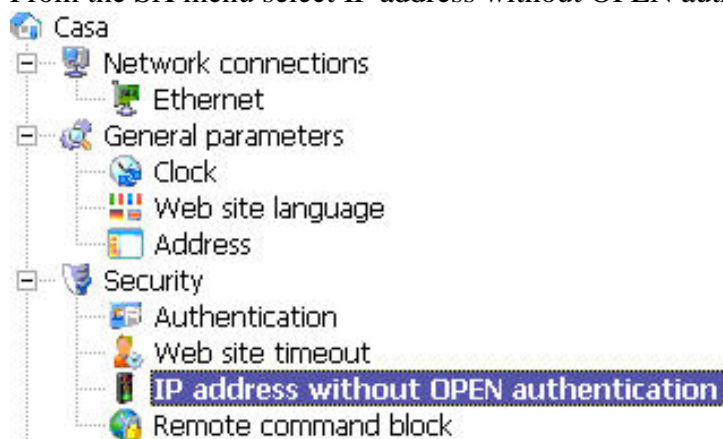 Casa
Network connections
Ethernet
General parameters
Clock
Web site language
Address
Security
Authentication
Web site timeout
IP address without OPEN authentication
Remote command block